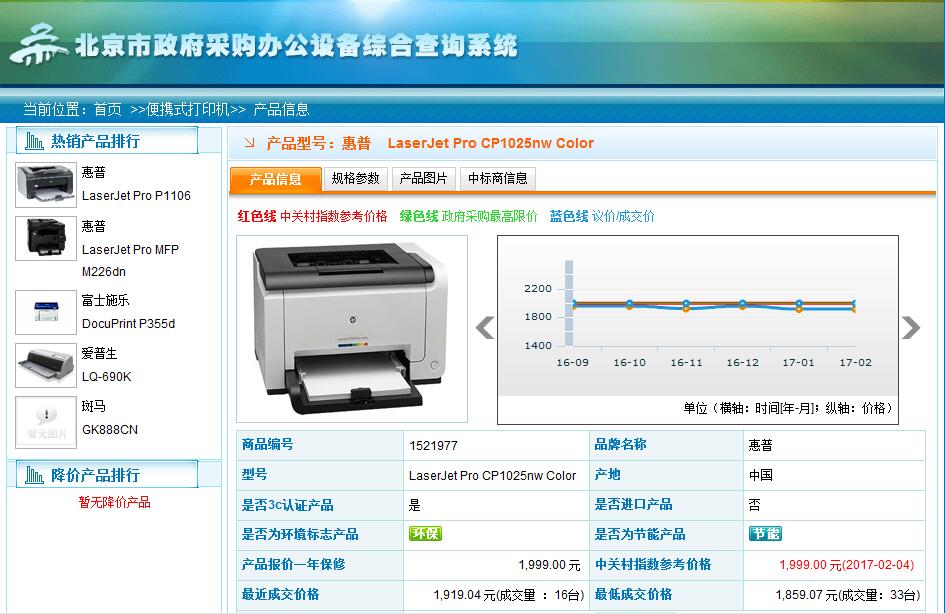 北京市政府采购办公设备综合查询系统
当前位置：首页 >>便携式打印机>> 产品信息
热销产品排行
惠普
LaserJet Pro P1106
惠普
LaserJet Pro MFP
M226dn
富士施乐
DocuPrint P355d
爱普生
LQ-690K
暂无图片
斑马
GK888CN
降价产品排行
暂无降价产品
产品型号：惠普 LaserJet Pro CP1025nw Color
产品信息 规格参数 产品图片 中标商信息
红色线 中关村指数参考价格 绿色线 政府采购最高限价 蓝色线 议价/成交价
2200
1800
1400
16-09 16-10 16-11 16-12 17-01 17-02
单位（横轴：时间[年-月]；纵轴：价格）
商品编号 1521977 品牌名称 惠普
型号 LaserJet Pro CP1025nw Color 产地 中国
是否3c认证产品 是 是否进口产品 否
是否为环境标志产品 环保 是否为节能产品 节能
产品报价一年保修 1,999.00 元 中关村指数参考价格 1,999.00 元(2017-02-04)
最近成交价格 1,919.04 元(成交量 ：16台) 最低成交价格 1,859.07 元(成交量：33台)